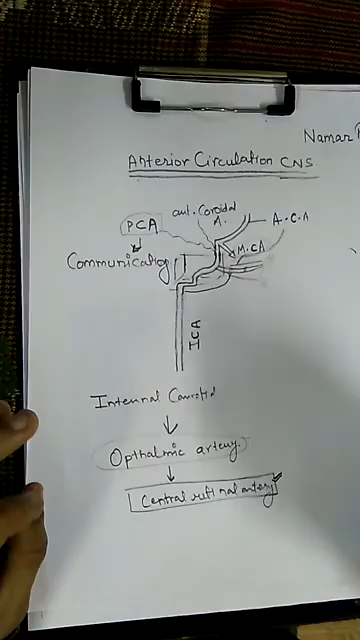 Naman
Anterior Circulation CNS
ant. Coroidal
A.
A.C.A
PCA
M.CA
Communicating
ICA
Internal Carotid
Opthalmic artery.
Central retinal artery